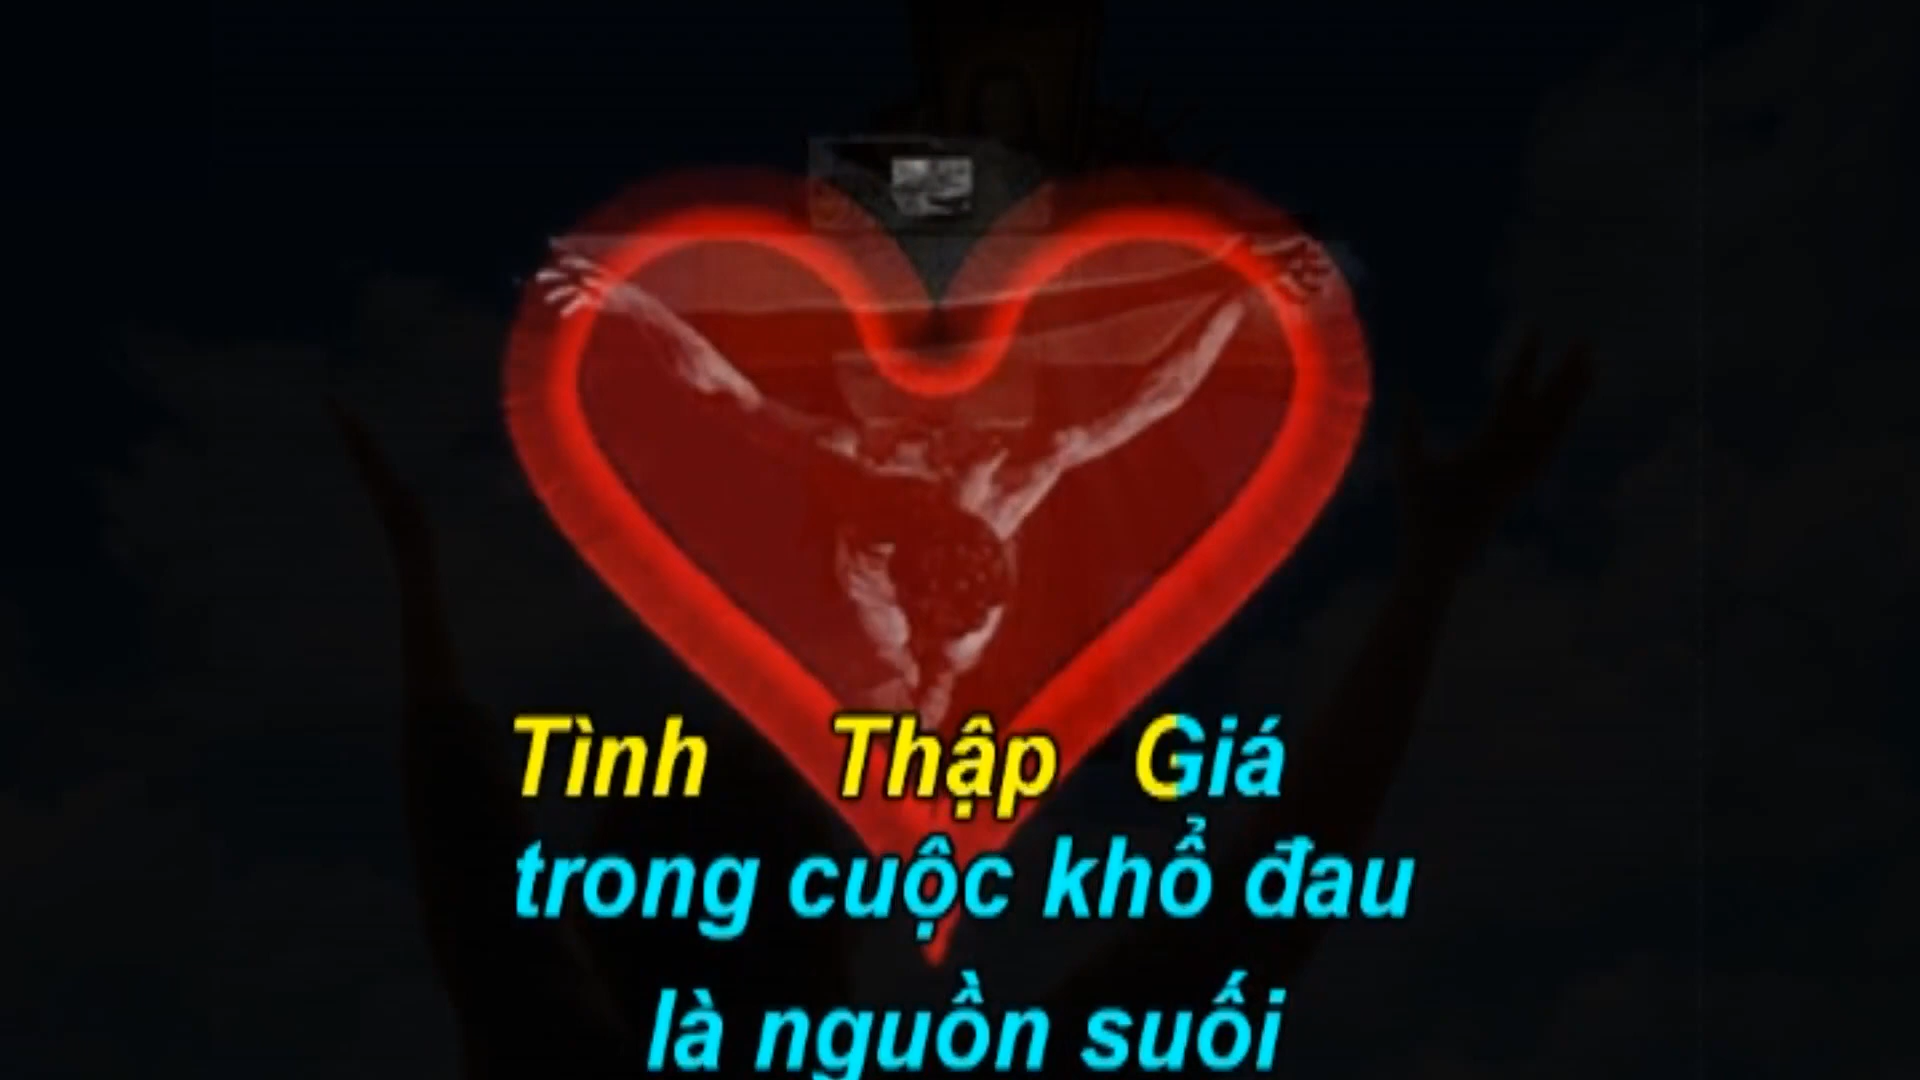 Tình Thập Giá
trong cuộc khổ đau
là nguồn suối